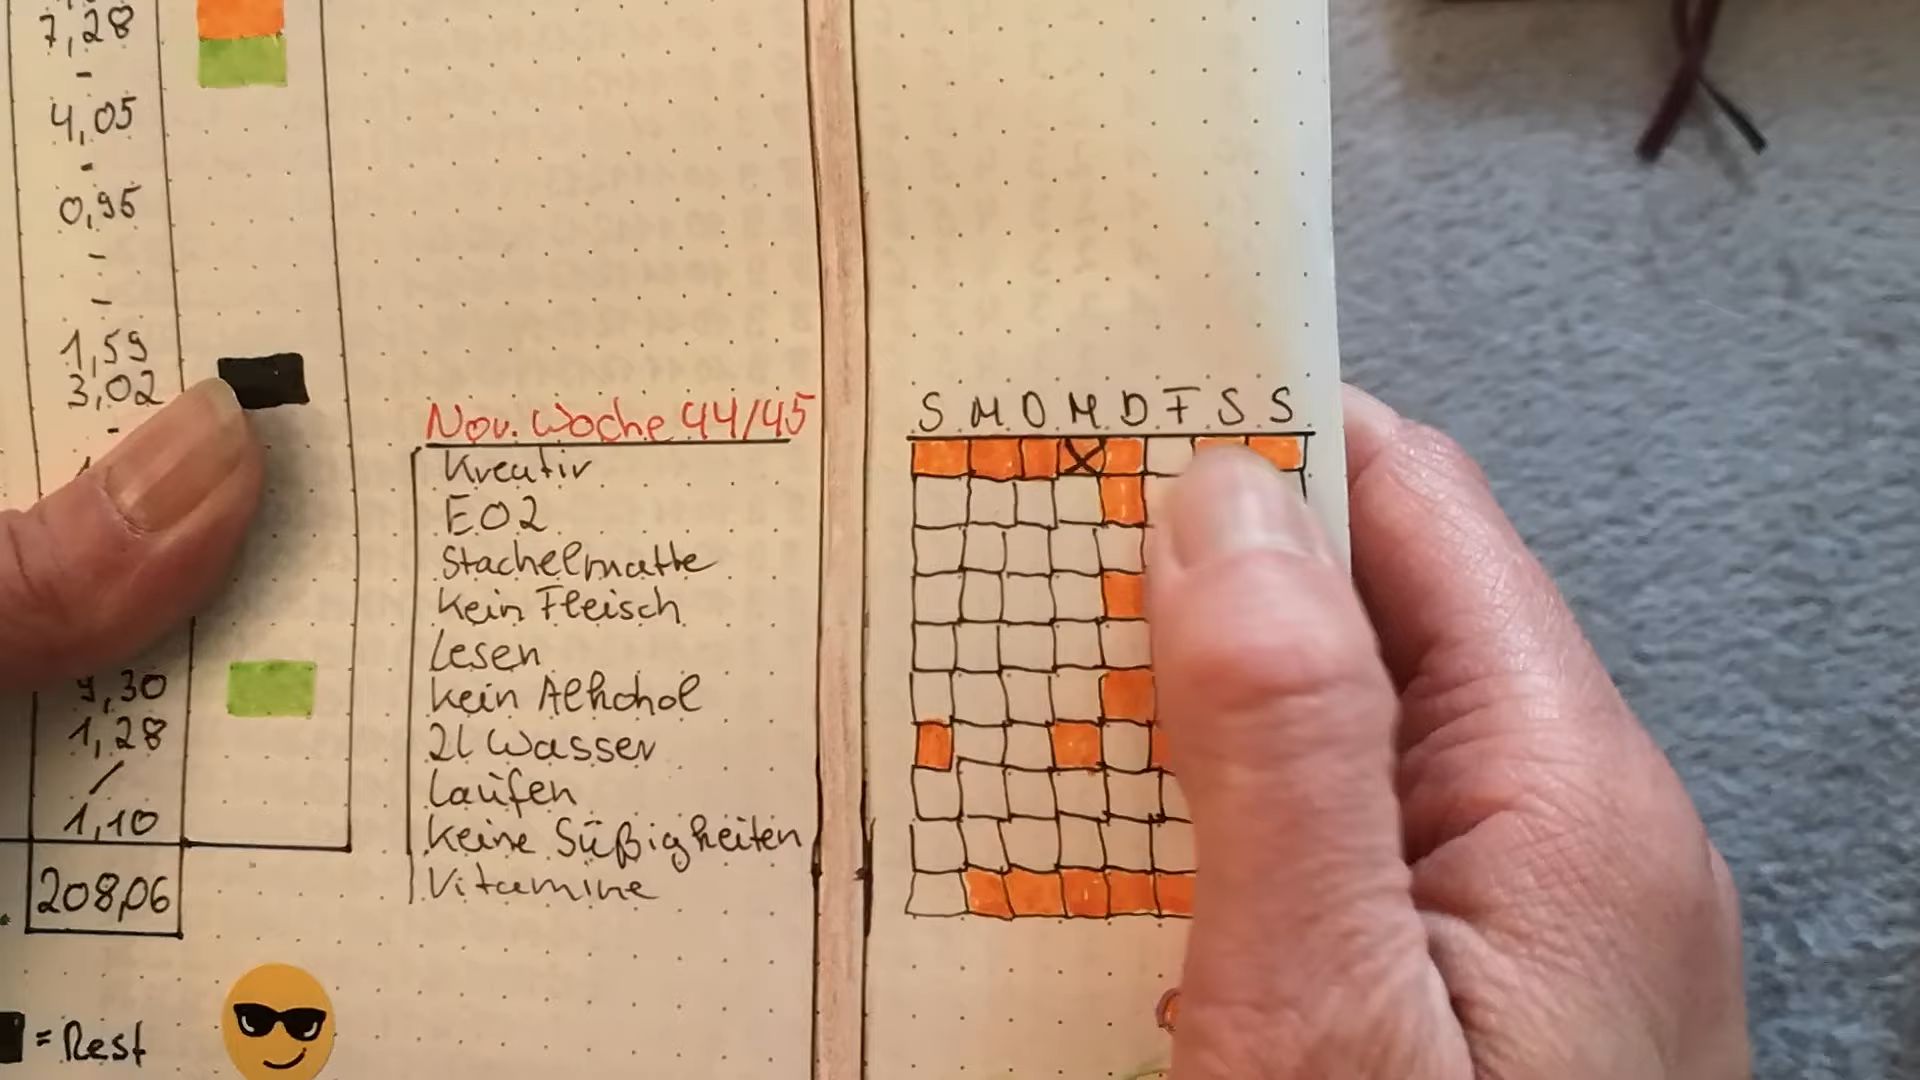 7,28
-
4,05
-
0,95
-
-
1,59
3,02
-
9,30
1,28
/
1,10
208,06
= Rest
Nov. Woche 44/45
Kreativ
EO2
Stachelmatte
Kein Fleisch
Lesen
Kein Alkohol
2l Wasser
Laufen
Keine Süßigkeiten
Vitamine
S M D M D F S S